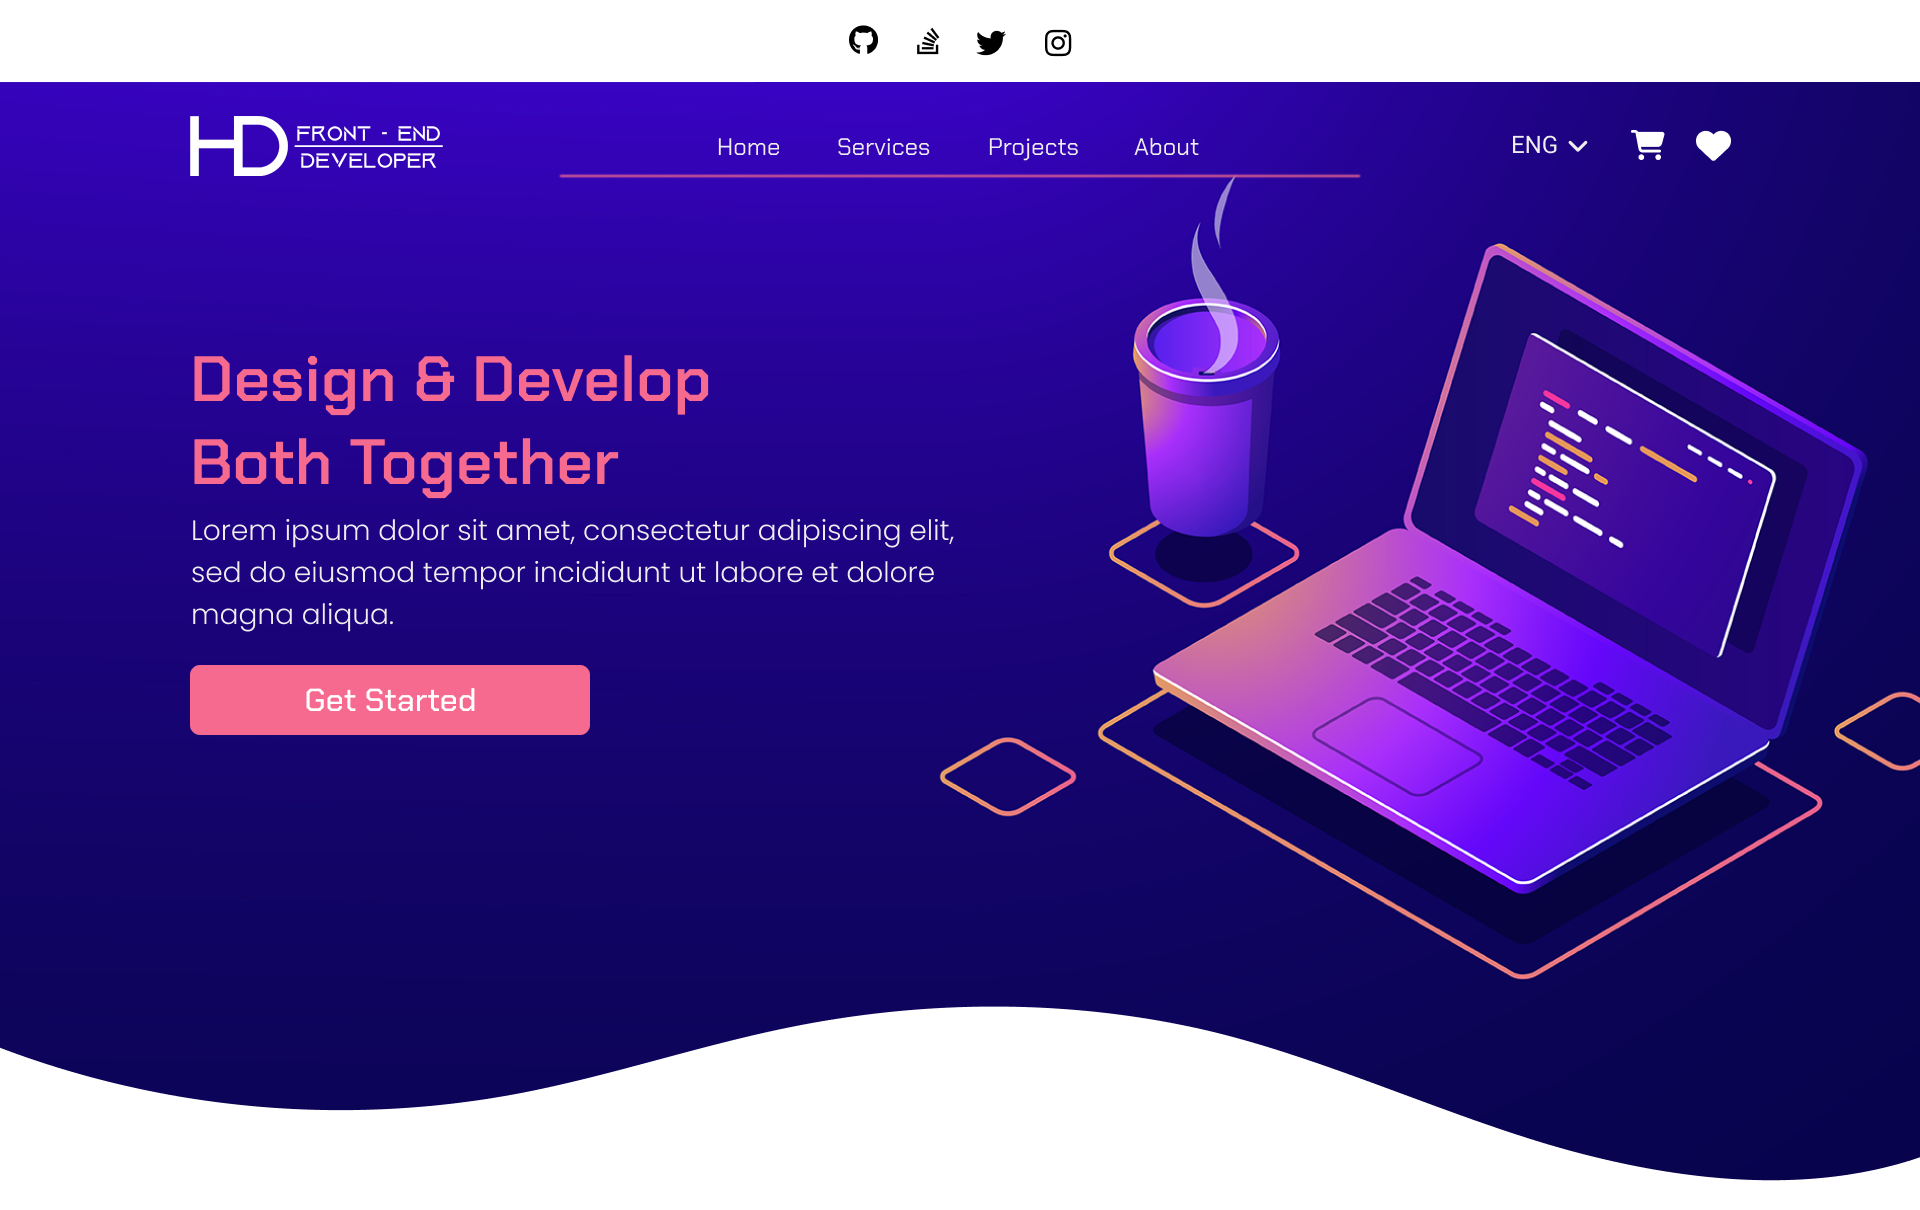 HD
FRONT - END
DEVELOPER
Home Services Projects About
ENG
Design & Develop
Both Together
Lorem ipsum dolor sit amet, consectetur adipiscing elit,
sed do eiusmod tempor incididunt ut labore et dolore
magna aliqua.
Get Started